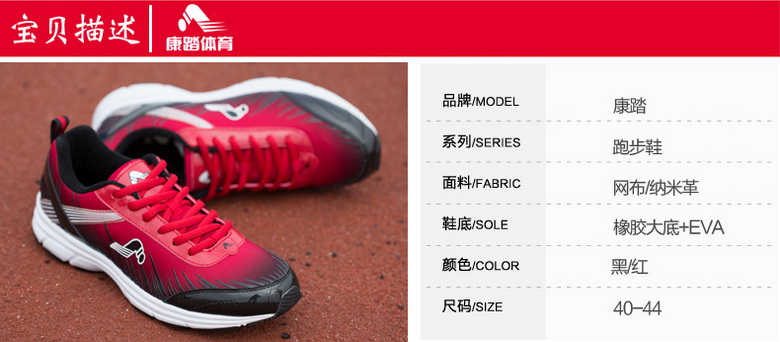 宝贝描述
康踏体育
品牌/MODEL 康踏
系列/SERIES 跑步鞋
面料/FABRIC 网布/纳米革
鞋底/SOLE 橡胶大底+EVA
颜色/COLOR 黑/红
尺码/SIZE 40-44